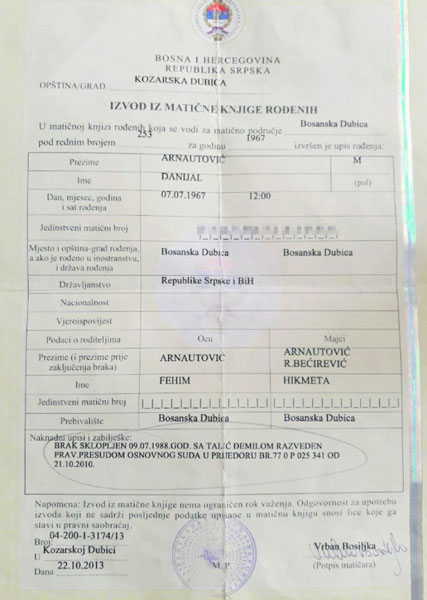 BOSNA I HERCEGOVINA
REPUBLIKA SRPSKA
OPŠTINA/GRAD KOZARSKA DUBICA
IZVOD IZ MATIČNE KNJIGE ROĐENIH
U matičnoj knjizi rođenih koja se vodi za matično područje Bosanska Dubica
pod rednim brojem 253 za godinu 1967 izvršen je upis rođenja:
Prezime ARNAUTOVIĆ M
Ime DANIJAL (pol)
Dan, mjesec, godina i sat rođenja 07.07.1967 12:00
Jedinstveni matični broj
Mjesto i opština-grad rođenja, Bosanska Dubica Bosanska Dubica
a ako je rođeno u inostranstvu,
i država rođenja
Državljanstvo Republike Srpske i BiH
Nacionalnost
Vjeroispovijest
Podaci o roditeljima Ocu Majci
Prezime (i prezime prije ARNAUTOVIĆ ARNAUTOVIĆ
zaključenja braka) R.BEĆIREVIĆ
Ime FEHIM HIKMETA
Jedinstveni matični broj
Prebivalište Bosanska Dubica Bosanska Dubica
Naknadni upisi i zabilješke:
BRAK SKLOPLJEN 09.07.1988.GOD. SA TALIĆ ĐEMILOM RAZVEDEN
PRAV.PRESUDOM OSNOVNOG SUDA U PRIJEDORU BR.77 0 P 025 341 OD
21.10.2010.
Napomena: Izvod iz matične knjige nema ograničen rok važenja. Odgovornost za upotrebu
izvoda koji ne sadrži posljednje podatke upisane u matičnu knjigu snosi lice koje ga
stavi u pravni saobraćaj.
Broj 04-200-1-3174/13
U Kozarskoj Dubici
Dana 22.10.2013
M.P.
Vrban Bosiljka
(Potpis matičara)